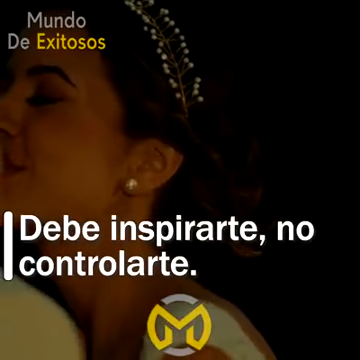 Mundo
De Exitosos
Debe inspirarte, no
controlarte.